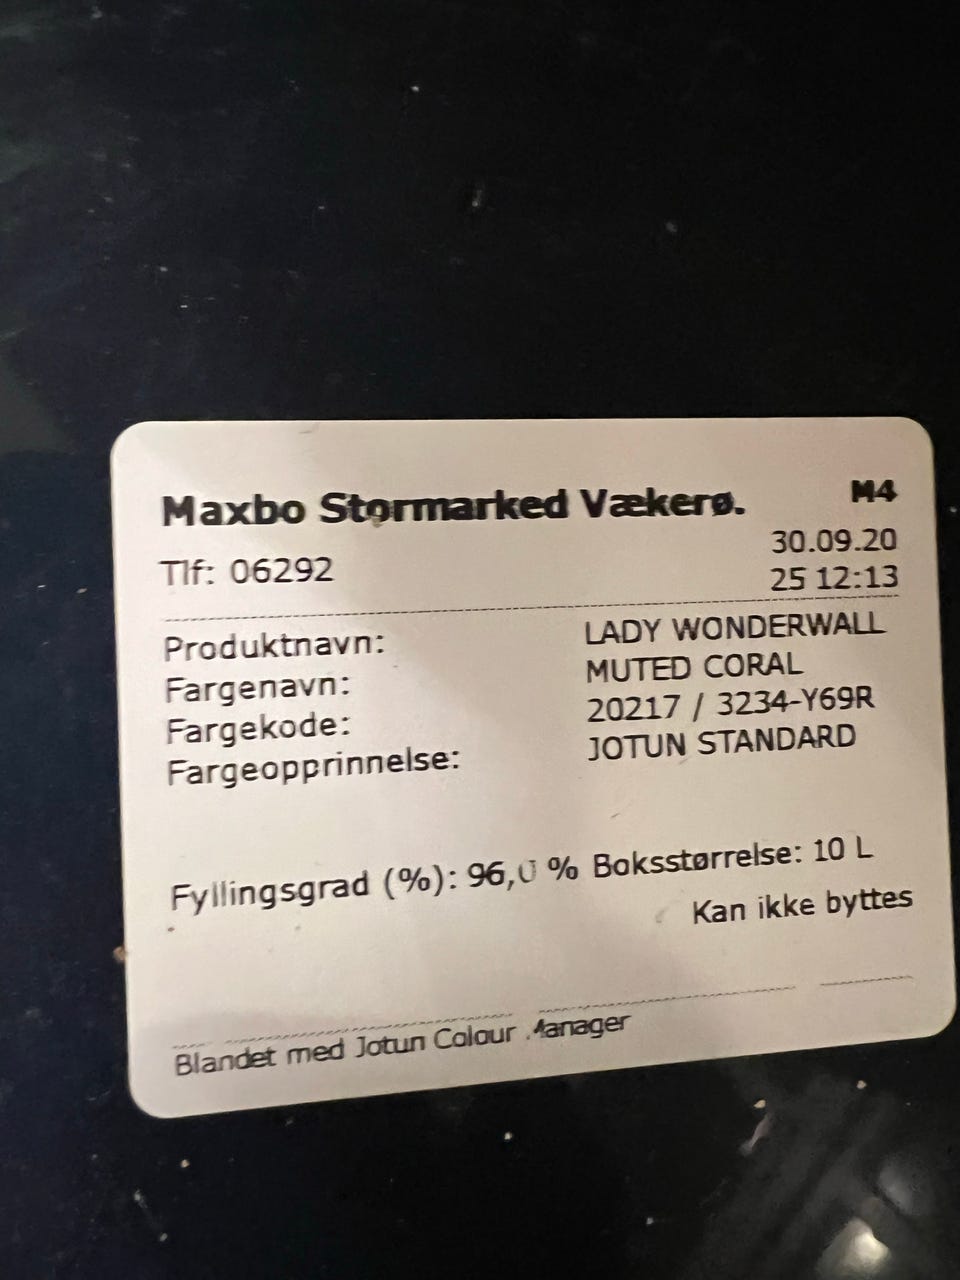 Maxbo Stormarked Vækerø.
M4
Tlf: 06292
30.09.20
25 12:13
Produktnavn: LADY WONDERWALL
Fargenavn: MUTED CORAL
Fargekode: 20217 / 3234-Y69R
Fargeopprinnelse: JOTUN STANDARD
Fyllingsgrad (%): 96,0 % Boksstørrelse: 10 L
Kan ikke byttes
Blandet med Jotun Colour Manager